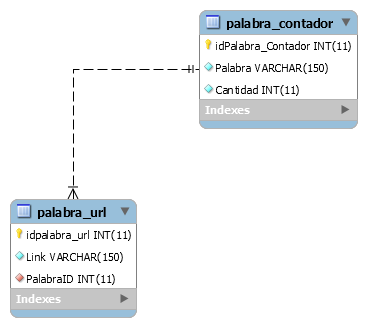 palabra_contador
idPalabra_Contador INT(11)
Palabra VARCHAR(150)
Cantidad INT(11)
Indexes
palabra_url
idpalabra_url INT(11)
Link VARCHAR(150)
PalabraID INT(11)
Indexes